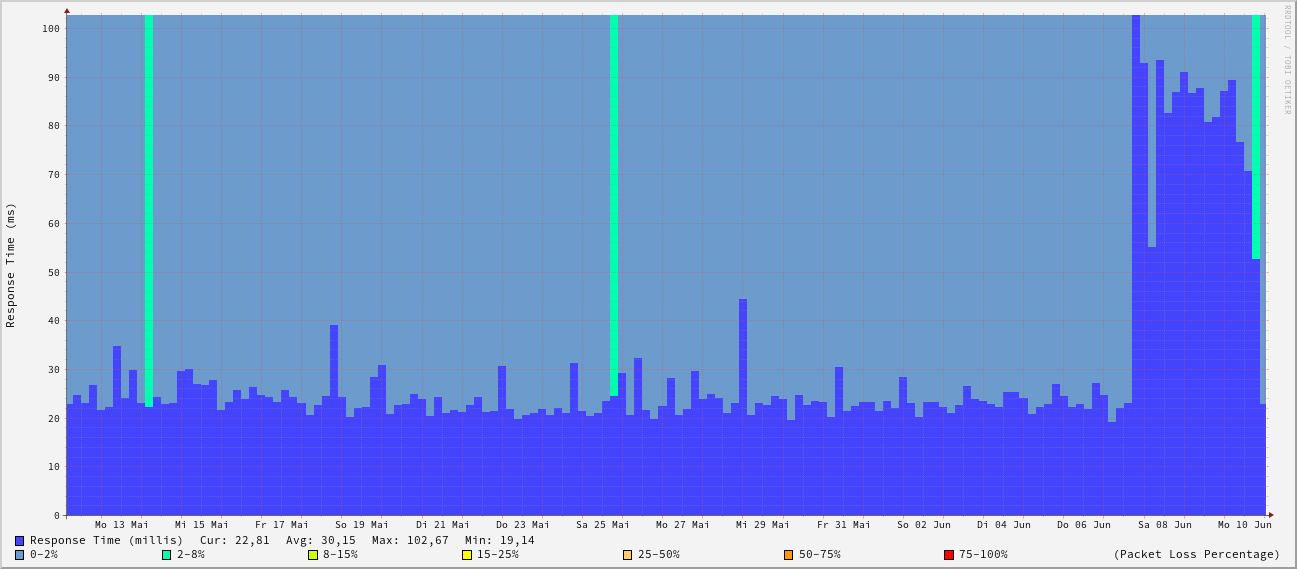 RRDTOOL / TOBI OETIKER
Response Time (ms)
100
90
80
70
60
50
40
30
20
10
0
Mo 13 Mai Mi 15 Mai Fr 17 Mai So 19 Mai Di 21 Mai Do 23 Mai Sa 25 Mai Mo 27 Mai Mi 29 Mai Fr 31 Mai So 02 Jun Di 04 Jun Do 06 Jun Sa 08 Jun Mo 10 Jun
Response Time (millis) Cur: 22,81 Avg: 30,15 Max: 102,67 Min: 19,14
0-2% 2-8% 8-15% 15-25% 25-50% 50-75% 75-100% (Packet Loss Percentage)